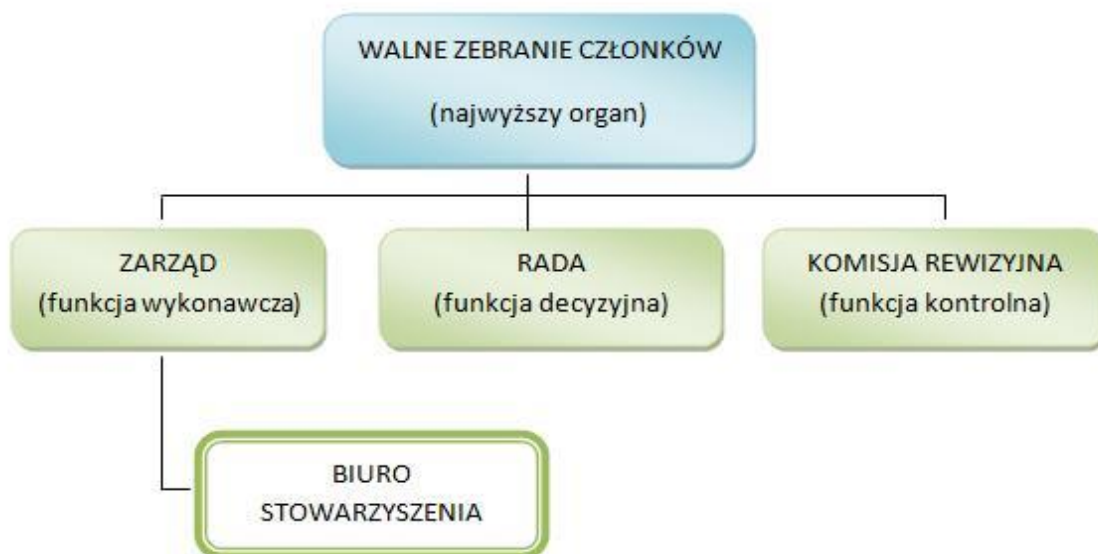 WALNE ZEBRANIE CZŁONKÓW
(najwyższy organ)
ZARZĄD
(funkcja wykonawcza)
RADA
(funkcja decyzyjna)
KOMISJA REWIZYJNA
(funkcja kontrolna)
BIURO
STOWARZYSZENIA